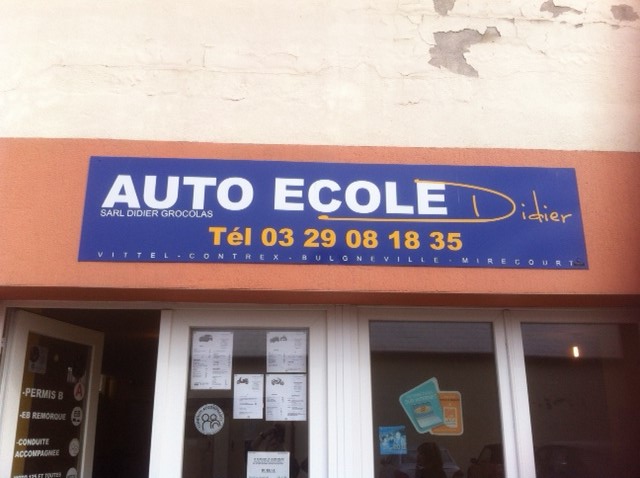 AUTO ECOLE Didier
SARL DIDIER GROCOLAS
Tél 03 29 08 18 35
VITTEL - CONTREX - BULGNEVILLE - MIRECOURT
-PERMIS B
-EB REMORQUE
-CONDUITE
ACCOMPAGNEE